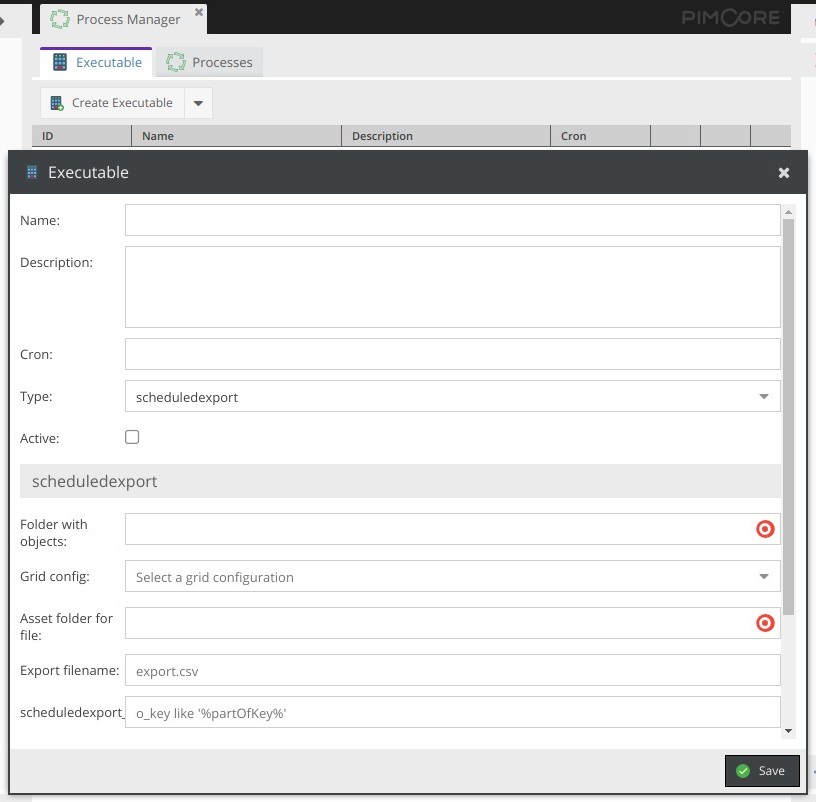 Process Manager
PIMCORE
Executable
Processes
Create Executable
ID
Name
Description
Cron
Executable
Name:
Description:
Cron:
Type:
scheduledexport
Active:
scheduledexport
Folder with
objects:
Grid config:
Select a grid configuration
Asset folder for
file:
Export filename:
export.csv
scheduledexport_
o_key like '%partOfKey%'
Save